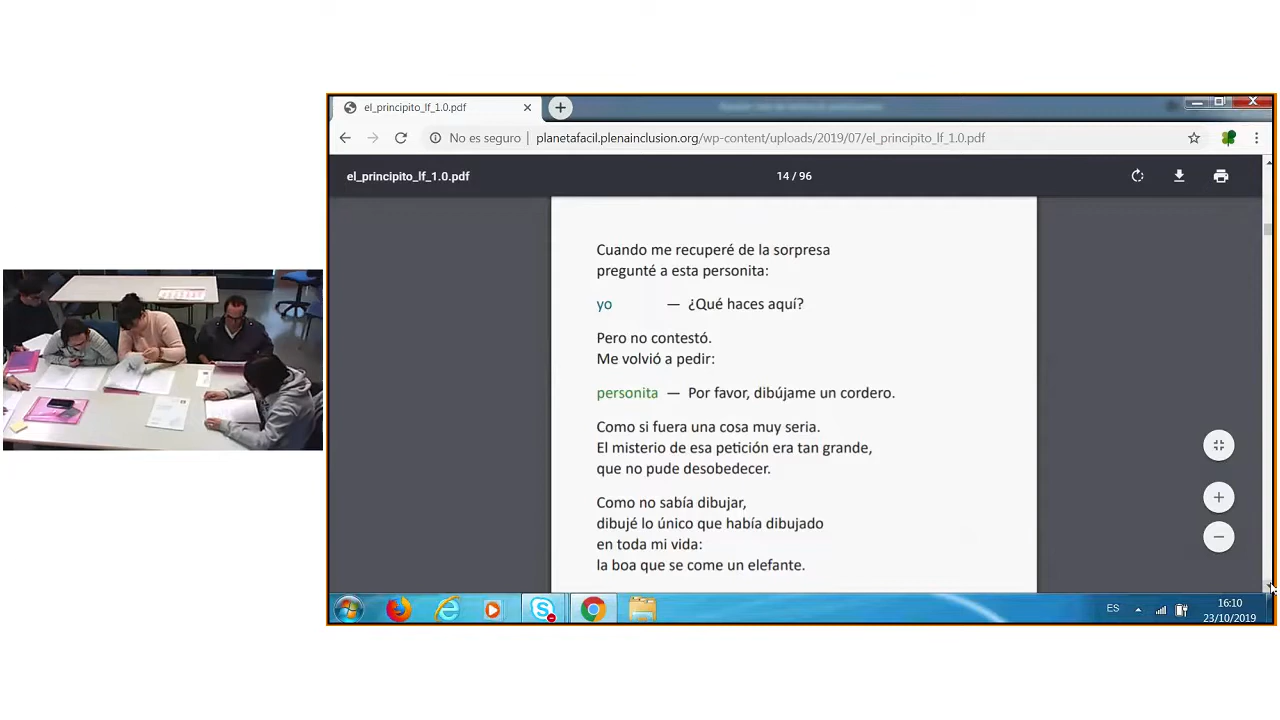 el_principito_lf_1.0.pdf
No es seguro
planetafacil.plenainclusion.org/wp-content/uploads/2019/07/el_principito_lf_1.0.pdf
el_principito_lf_1.0.pdf
14 / 96
Cuando me recuperé de la sorpresa
pregunté a esta personita:
yo — ¿Qué haces aquí?
Pero no contestó.
Me volvió a pedir:
personita — Por favor, dibújame un cordero.
Como si fuera una cosa muy seria.
El misterio de esa petición era tan grande,
que no pude desobedecer.
Como no sabía dibujar,
dibujé lo único que había dibujado
en toda mi vida:
la boa que se come un elefante.
ES
16:10
23/10/2019